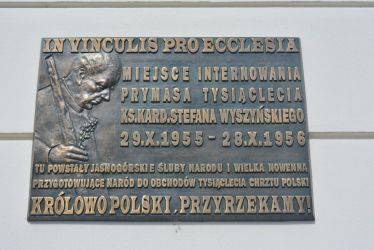 IN VINCULIS PRO ECCLESIA
MIEJSCE INTERNOWANIA
PRYMASA TYSIĄCLECIA
KS.KARD.STEFANA WYSZYŃSKIEGO
29.X.1955 - 28.X.1956
TU POWSTAŁY JASNOGÓRSKIE ŚLUBY NARODU I WIELKA NOWENNA
PRZYGOTOWUJĄCE NARÓD DO OBCHODÓW TYSIĄCLECIA CHRZTU POLSKI
KRÓLOWO POLSKI, PRZYRZEKAMY!